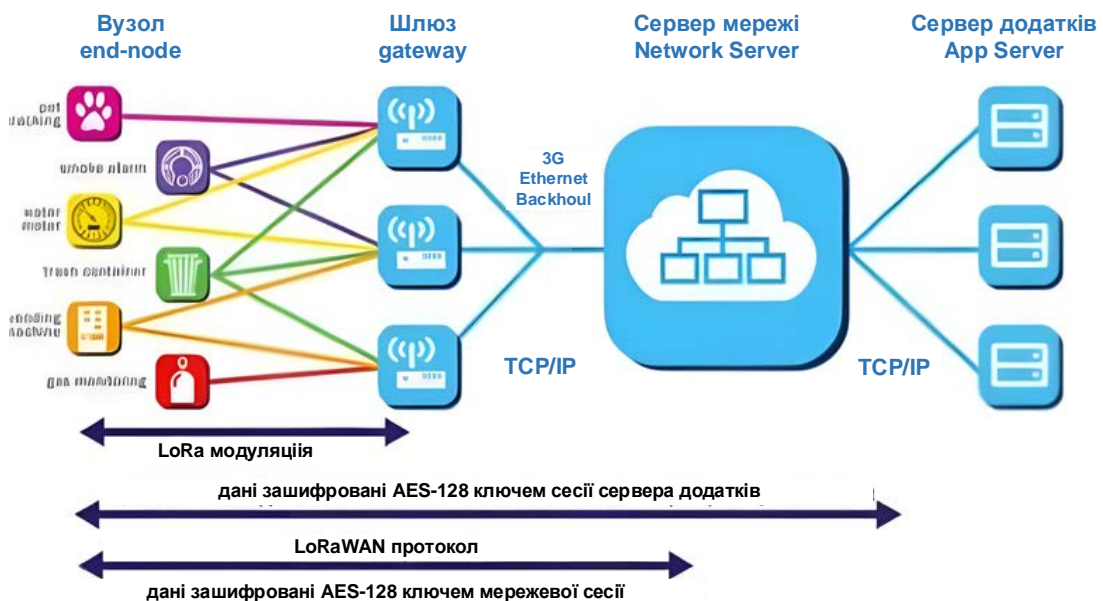 Вузол
end-node
Шлюз
gateway
Сервер мережі
Network Server
Сервер додатків
App Server
3G
Ethernet
Backhoul
TCP/IP
TCP/IP
LoRa модуляціія
дані зашифровані AES-128 ключем сесії сервера додатків
LoRaWAN протокол
дані зашифровані AES-128 ключем мережевої сесії